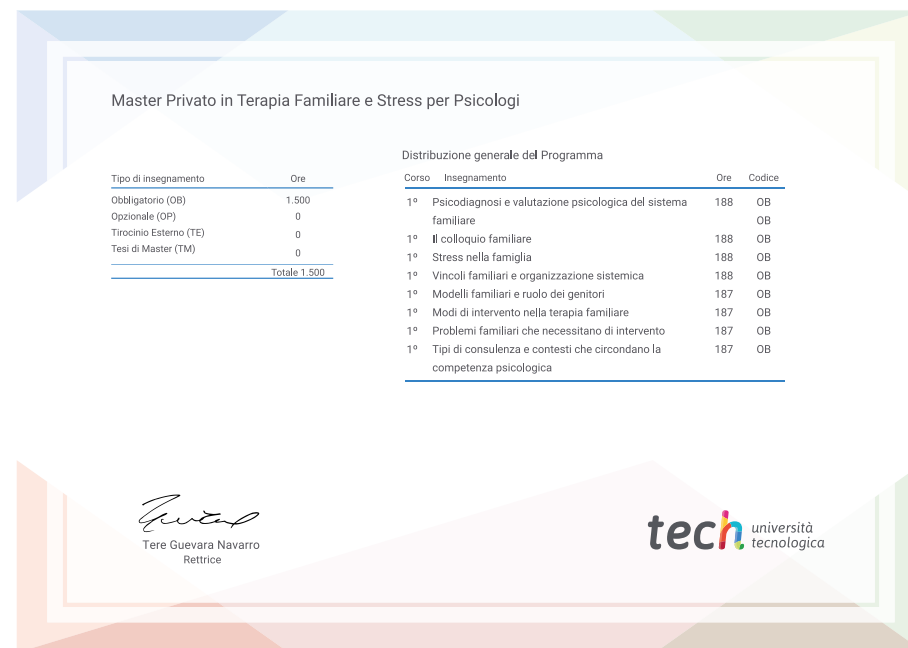 Master Privato in Terapia Familiare e Stress per Psicologi
Tipo di insegnamento Ore
Obbligatorio (OB) 1.500
Opzionale (OP) 0
Tirocinio Esterno (TE) 0
Tesi di Master (TM) 0
Totale 1.500
Distribuzione generale del Programma
Corso Insegnamento Ore Codice
1º Psicodiagnosi e valutazione psicologica del sistema 188 OB
familiare OB
1º Il colloquio familiare 188 OB
1º Stress nella famiglia 188 OB
1º Vincoli familiari e organizzazione sistemica 188 OB
1º Modelli familiari e ruolo dei genitori 187 OB
1º Modi di intervento nella terapia familiare 187 OB
1º Problemi familiari che necessitano di intervento 187 OB
1º Tipi di consulenza e contesti che circondano la 187 OB
competenza psicologica
Tere Guevara Navarro
Rettrice
tech università
tecnologica